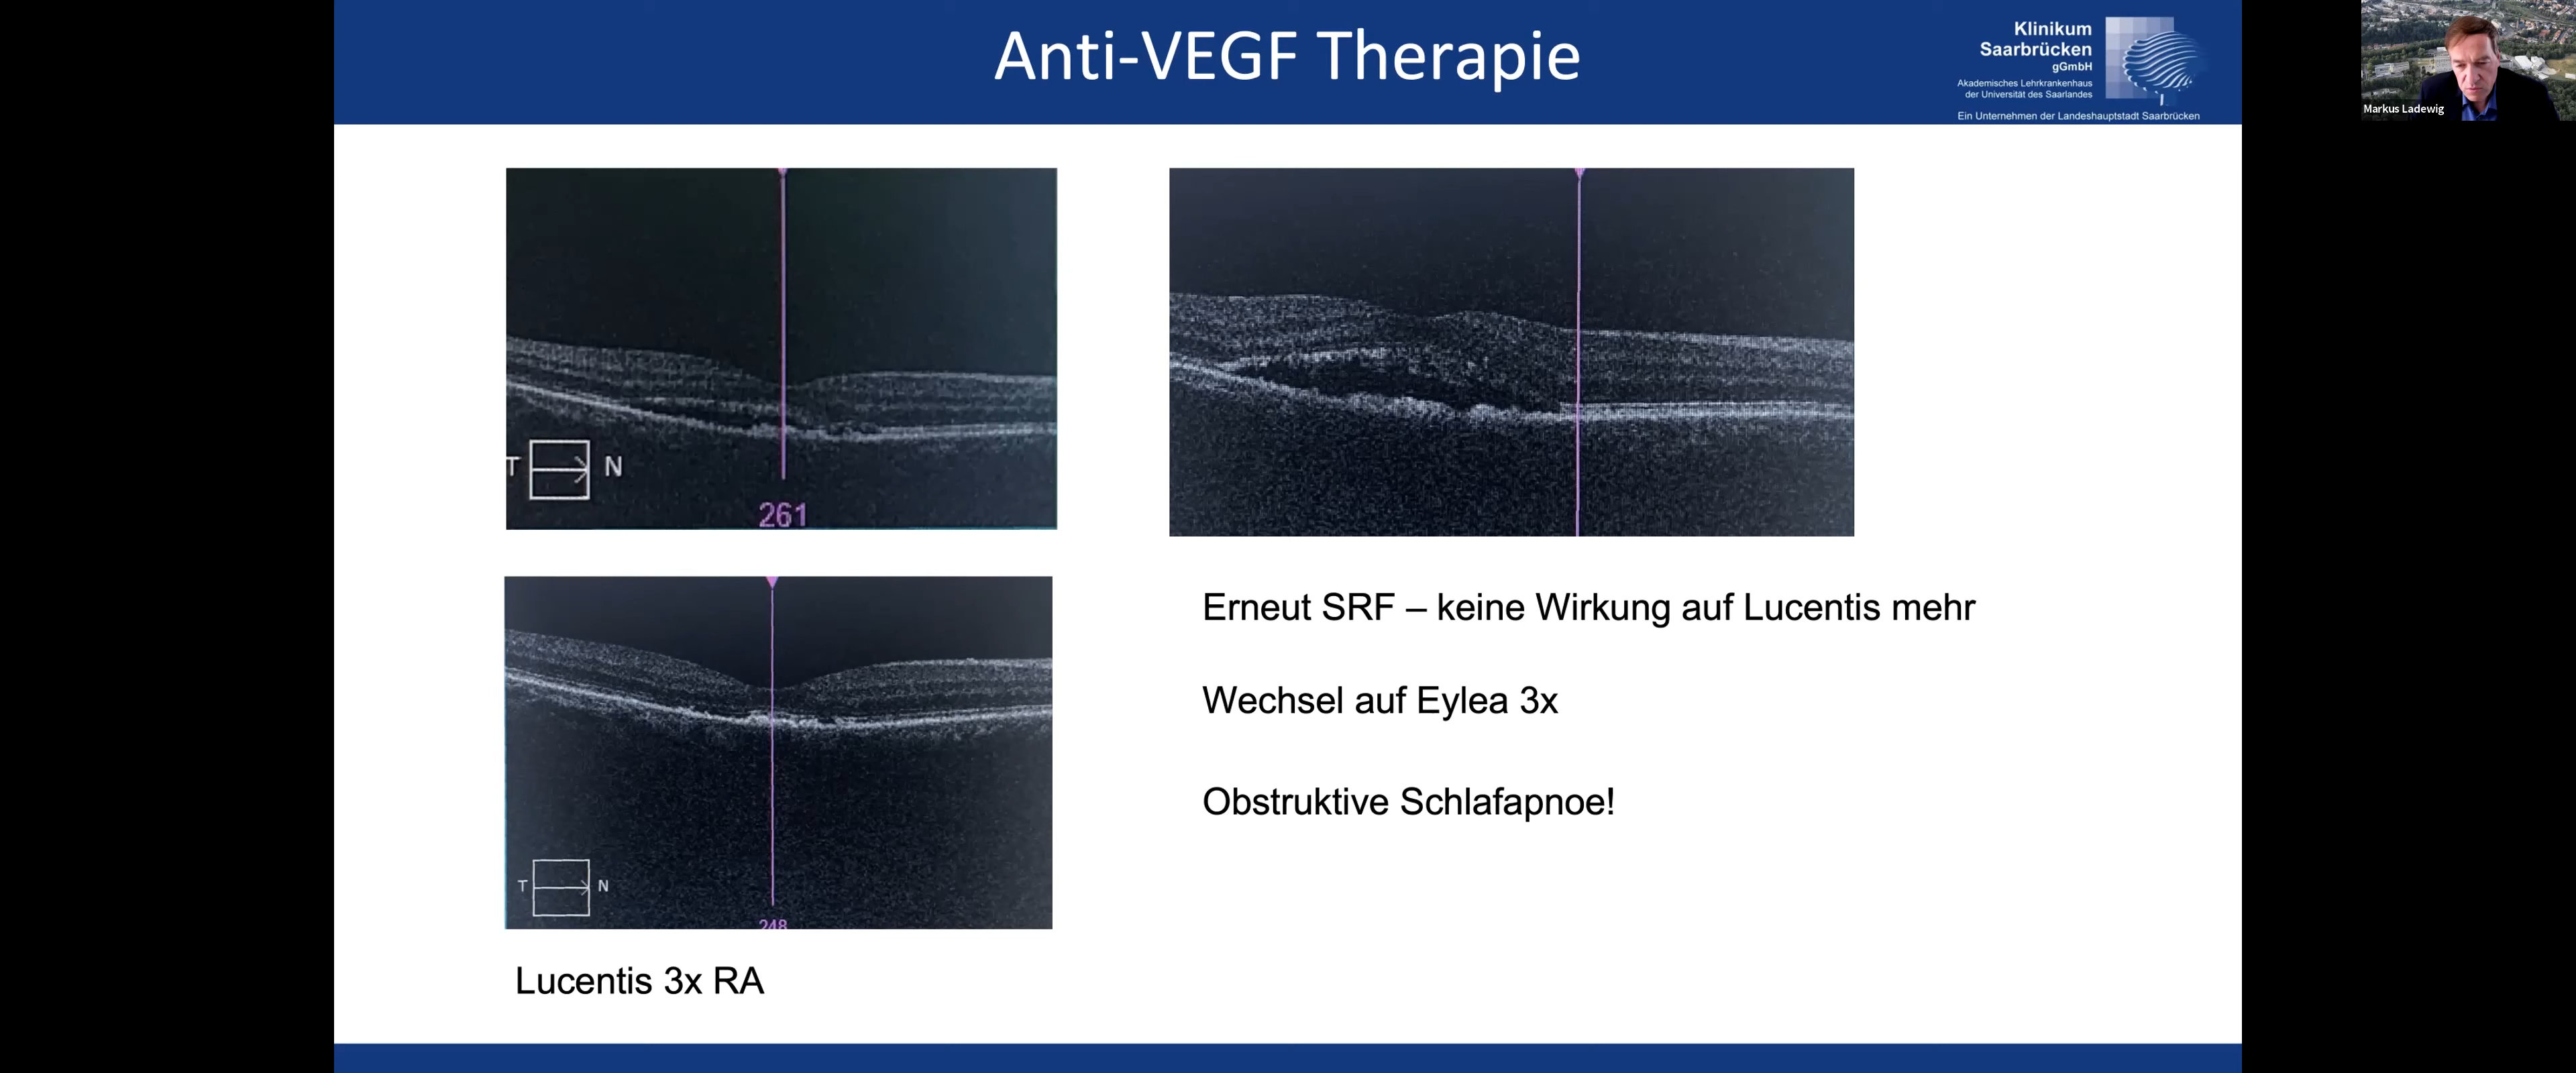 Anti-VEGF Therapie
Klinikum
Saarbrücken
gGmbH
Akademisches Lehrkrankenhaus
der Universität des Saarlandes
Ein Unternehmen der Landeshauptstadt Saarbrücken
Markus Ladewig
T N
261
T N
248
Lucentis 3x RA
Erneut SRF – keine Wirkung auf Lucentis mehr
Wechsel auf Eylea 3x
Obstruktive Schlafapnoe!